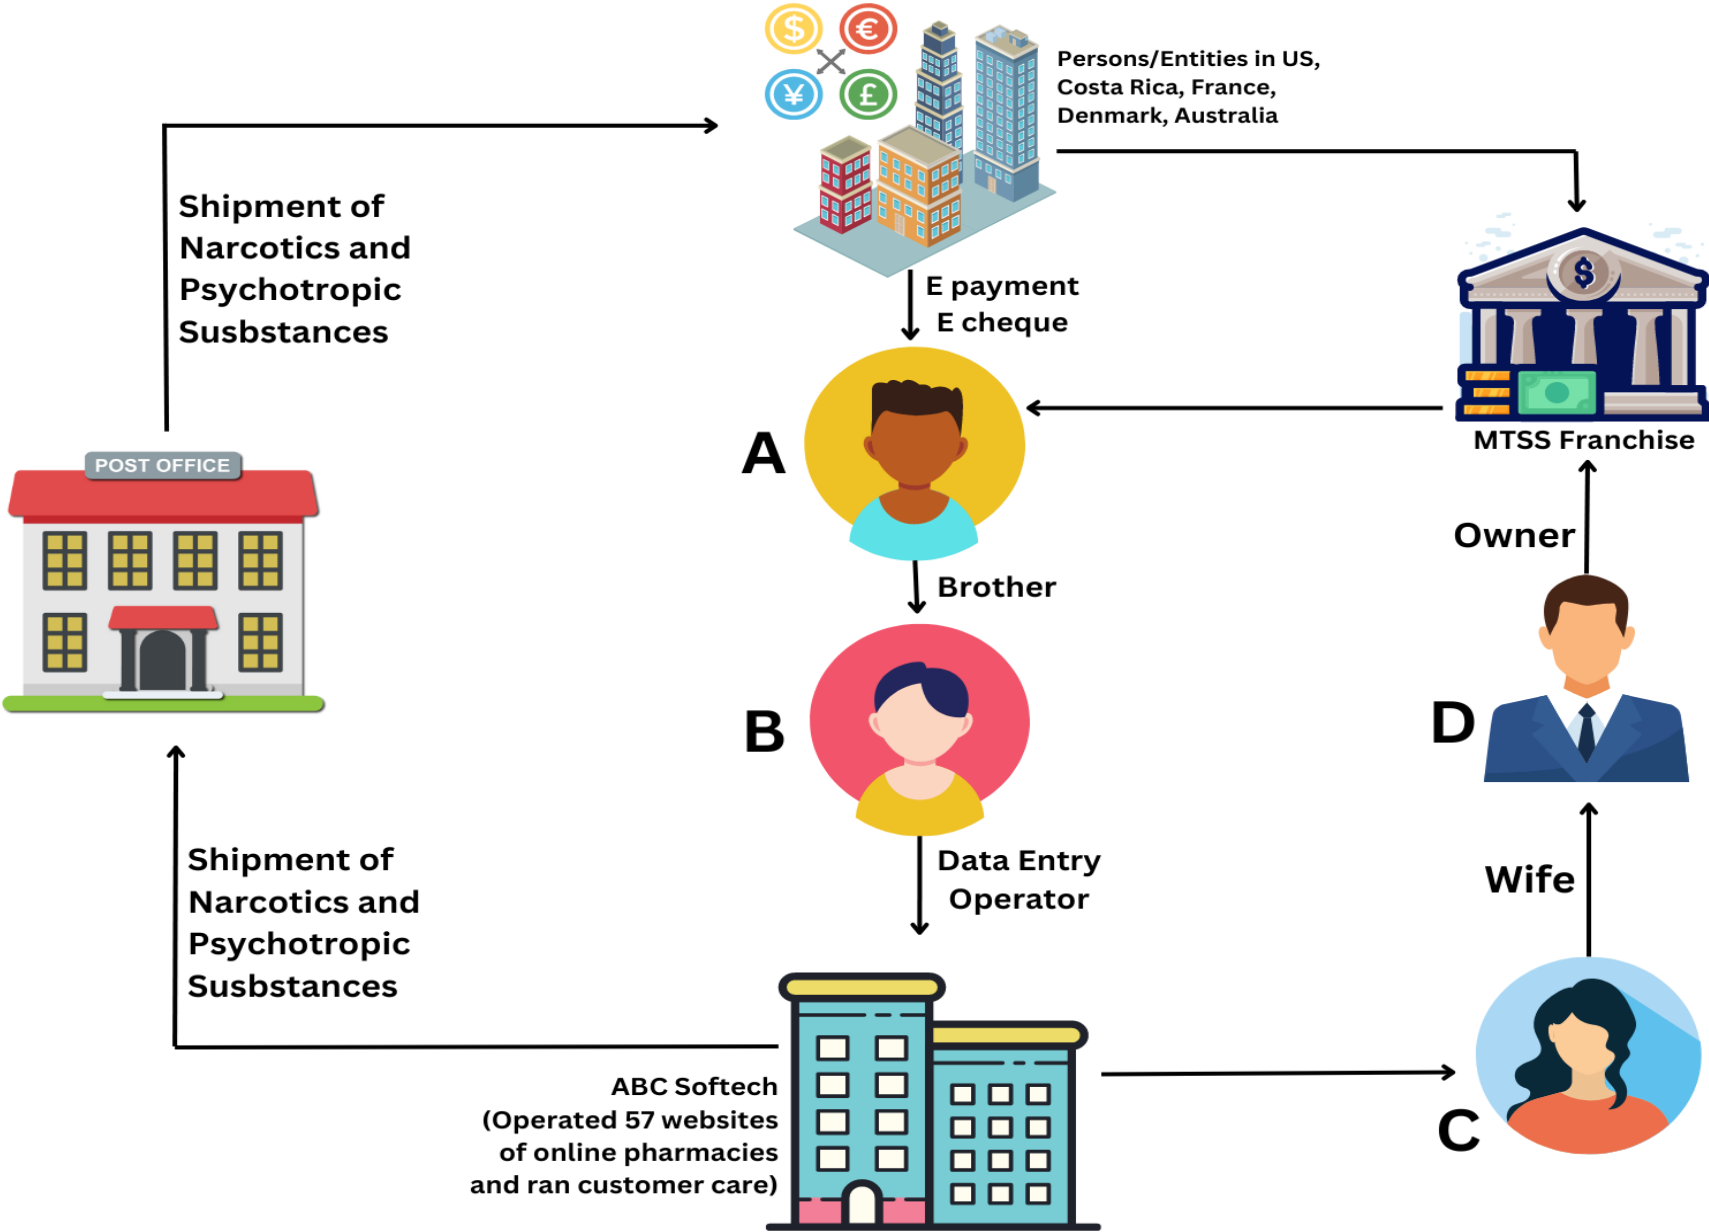 $
€
¥
£
Persons/Entities in US,
Costa Rica, France,
Denmark, Australia
Shipment of
Narcotics and
Psychotropic
Susbstances
E payment
E cheque
$
MTSS Franchise
A
POST OFFICE
Owner
Brother
B
D
Data Entry
Operator
Shipment of
Narcotics and
Psychotropic
Susbstances
Wife
ABC Softech
(Operated 57 websites
of online pharmacies
and ran customer care)
C